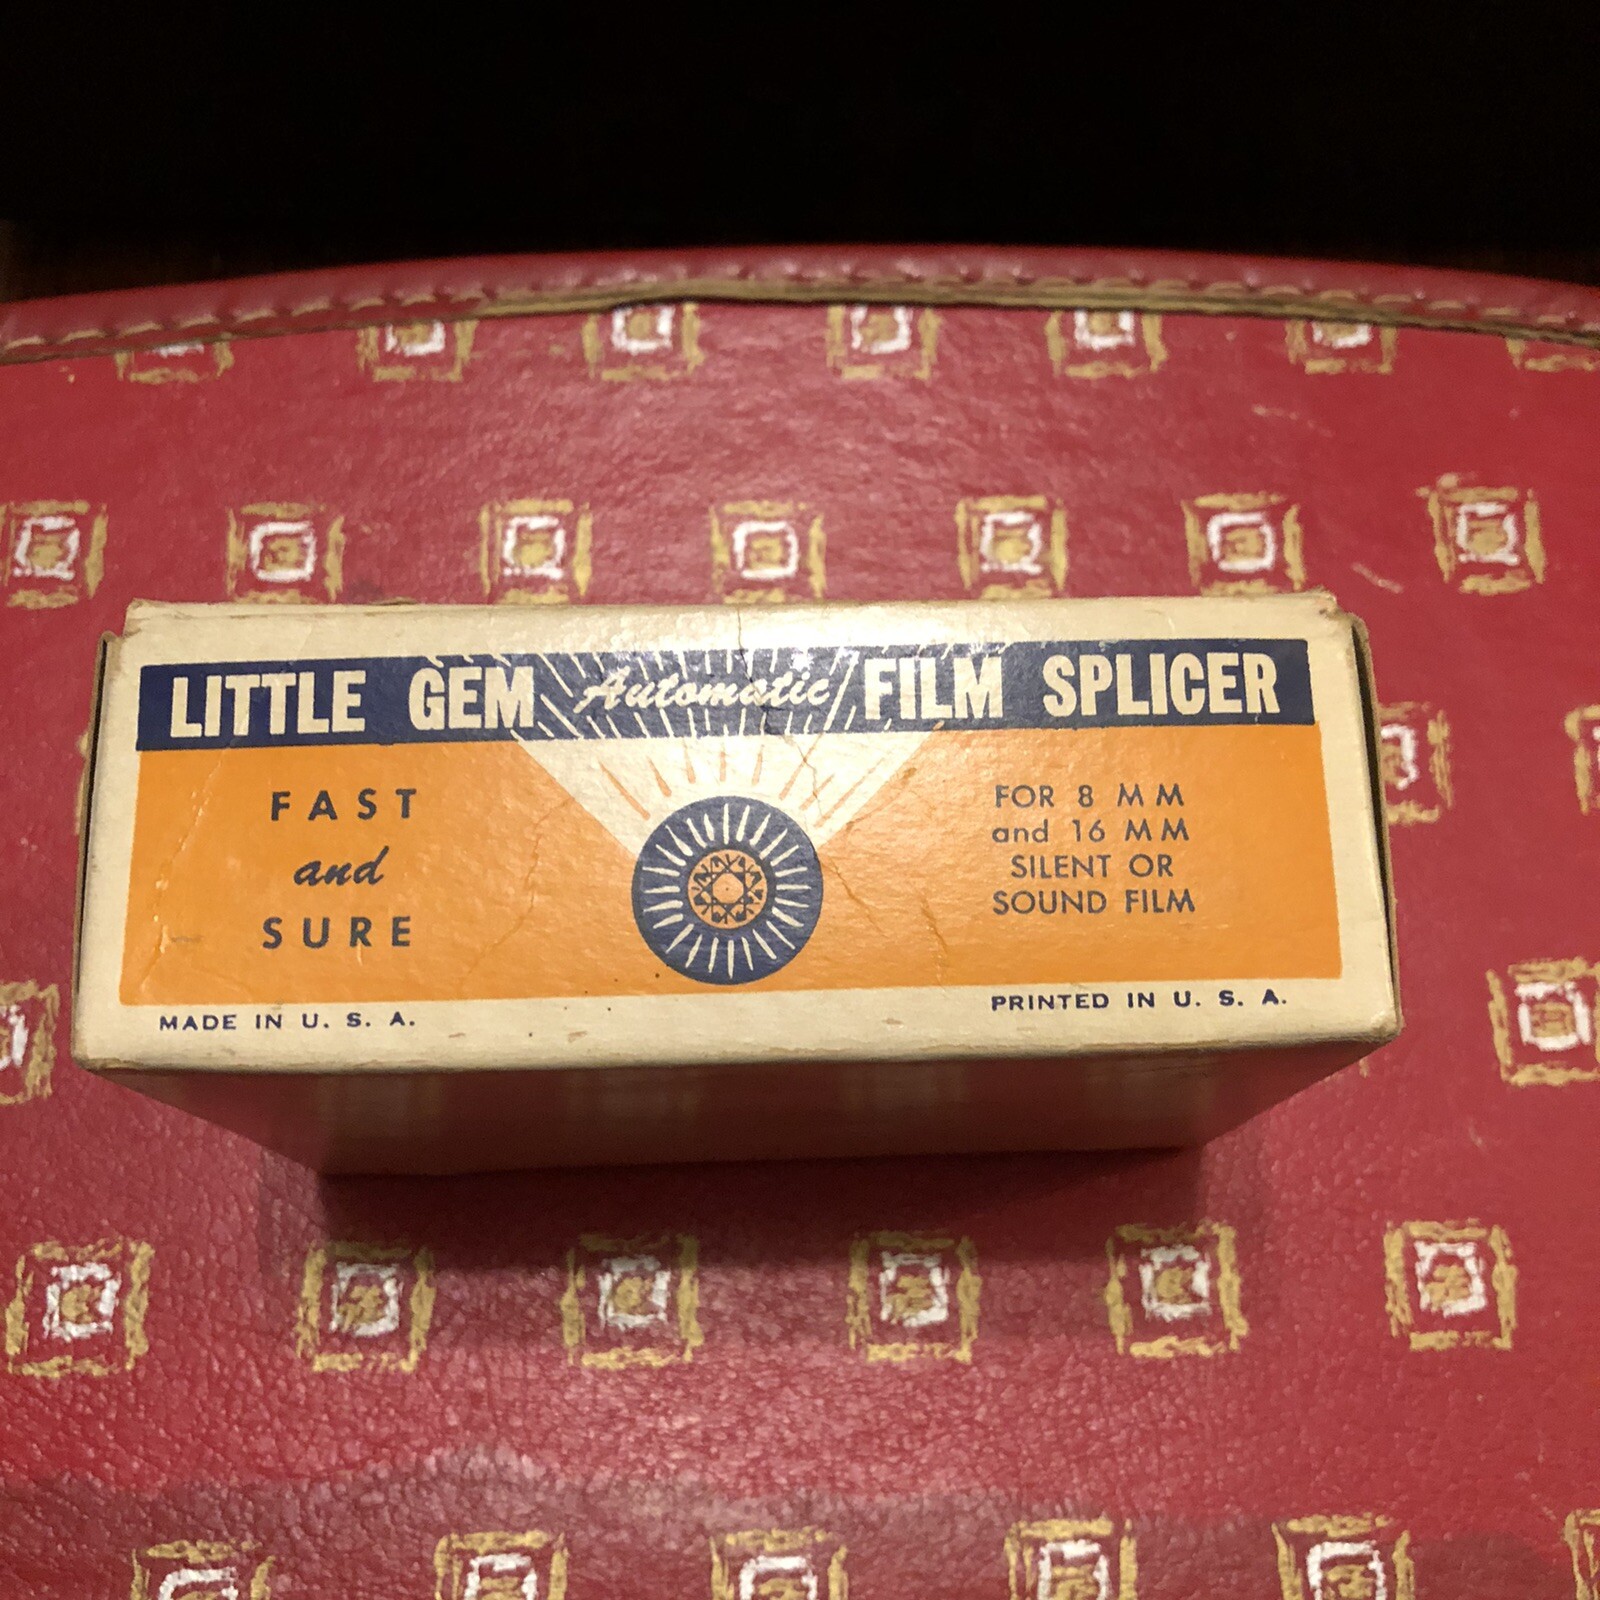 LITTLE GEM Automatic FILM SPLICER
FAST
and
SURE
FOR 8 MM
and 16 MM
SILENT OR
SOUND FILM
MADE IN U. S. A.
PRINTED IN U. S. A.